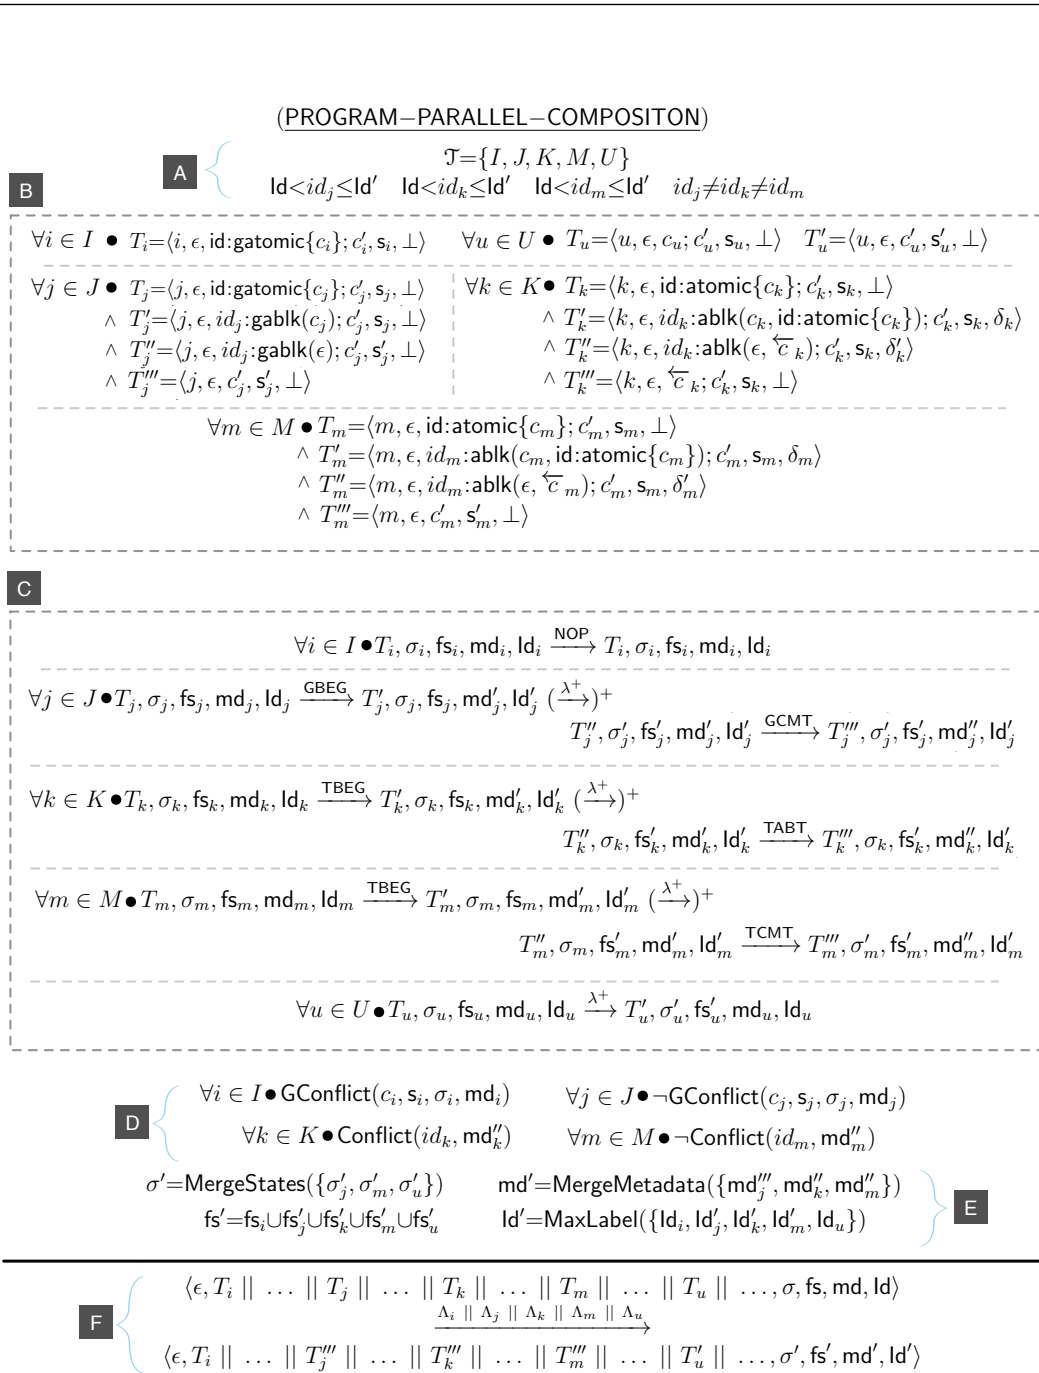 (PROGRAM−PARALLEL−COMPOSITON)
A
𝒯={I, J, K, M, U}
ld<id_j≤ld′ ld<id_k≤ld′ ld<id_m≤ld′ id_j≠id_k≠id_m
B
∀i ∈ I ● T_i=⟨i, ϵ, id:gatomic{c_i}; c′_i, s_i, ⊥⟩ ∀u ∈ U ● T_u=⟨u, ϵ, c_u; c′_u, s_u, ⊥⟩ T′_u=⟨u, ϵ, c′_u, s′_u, ⊥⟩
∀j ∈ J ● T_j=⟨j, ϵ, id:gatomic{c_j}; c′_j, s_j, ⊥⟩
∧ T′_j=⟨j, ϵ, id_j:gablk(c_j); c′_j, s_j, ⊥⟩
∧ T″_j=⟨j, ϵ, id_j:gablk(ϵ); c′_j, s′_j, ⊥⟩
∧ T‴_j=⟨j, ϵ, c′_j, s′_j, ⊥⟩
∀k ∈ K ● T_k=⟨k, ϵ, id:atomic{c_k}; c′_k, s_k, ⊥⟩
∧ T′_k=⟨k, ϵ, id_k:ablk(c_k, id:atomic{c_k}); c′_k, s_k, δ_k⟩
∧ T″_k=⟨k, ϵ, id_k:ablk(ϵ, ↼c_k); c′_k, s_k, δ′_k⟩
∧ T‴_k=⟨k, ϵ, ↼c_k; c′_k, s_k, ⊥⟩
∀m ∈ M ● T_m=⟨m, ϵ, id:atomic{c_m}; c′_m, s_m, ⊥⟩
∧ T′_m=⟨m, ϵ, id_m:ablk(c_m, id:atomic{c_m}); c′_m, s_m, δ_m⟩
∧ T″_m=⟨m, ϵ, id_m:ablk(ϵ, ↼c_m); c′_m, s_m, δ′_m⟩
∧ T‴_m=⟨m, ϵ, c′_m, s′_m, ⊥⟩
C
∀i ∈ I ● T_i, σ_i, fs_i, md_i, ld_i —NOP→ T_i, σ_i, fs_i, md_i, ld_i
∀j ∈ J ● T_j, σ_j, fs_j, md_j, ld_j —GBEG→ T′_j, σ_j, fs_j, md′_j, ld′_j (—λ⁺→)⁺
T″_j, σ′_j, fs′_j, md′_j, ld′_j —GCMT→ T‴_j, σ′_j, fs′_j, md″_j, ld′_j
∀k ∈ K ● T_k, σ_k, fs_k, md_k, ld_k —TBEG→ T′_k, σ_k, fs_k, md′_k, ld′_k (—λ⁺→)⁺
T″_k, σ_k, fs′_k, md′_k, ld′_k —TABT→ T‴_k, σ_k, fs′_k, md″_k, ld′_k
∀m ∈ M ● T_m, σ_m, fs_m, md_m, ld_m —TBEG→ T′_m, σ_m, fs_m, md′_m, ld′_m (—λ⁺→)⁺
T″_m, σ_m, fs′_m, md′_m, ld′_m —TCMT→ T‴_m, σ′_m, fs′_m, md″_m, ld′_m
∀u ∈ U ● T_u, σ_u, fs_u, md_u, ld_u —λ⁺→ T′_u, σ′_u, fs′_u, md_u, ld_u
D
∀i ∈ I ● GConflict(c_i, s_i, σ_i, md_i) ∀j ∈ J ● ¬GConflict(c_j, s_j, σ_j, md_j)
∀k ∈ K ● Conflict(id_k, md″_k) ∀m ∈ M ● ¬Conflict(id_m, md″_m)
σ′=MergeStates({σ′_j, σ′_m, σ′_u}) md′=MergeMetadata({md‴_j, md″_k, md″_m})
fs′=fs_i∪fs′_j∪fs′_k∪fs′_m∪fs′_u ld′=MaxLabel({ld_i, ld′_j, ld′_k, ld′_m, ld_u})
E
F
⟨ϵ, T_i || … || T_j || … || T_k || … || T_m || … || T_u || …, σ, fs, md, ld⟩
—Λ_i || Λ_j || Λ_k || Λ_m || Λ_u→
⟨ϵ, T_i || … || T‴_j || … || T‴_k || … || T‴_m || … || T′_u || …, σ′, fs′, md′, ld′⟩